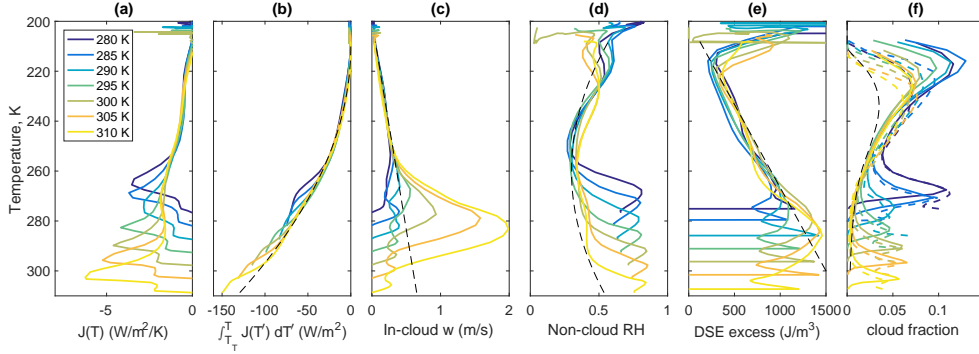 (a) (b) (c) (d) (e) (f)
200
220
240
260
280
300
Temperature, K
280 K
285 K
290 K
295 K
300 K
305 K
310 K
-5 0 -150 -100 -50 0 0 1 2 0 0.5 1 0 500 1000 1500 0 0.05 0.1
J(T) (W/m²/K) ∫_{T_T}^{T} J(T') dT' (W/m²) In-cloud w (m/s) Non-cloud RH DSE excess (J/m³) cloud fraction